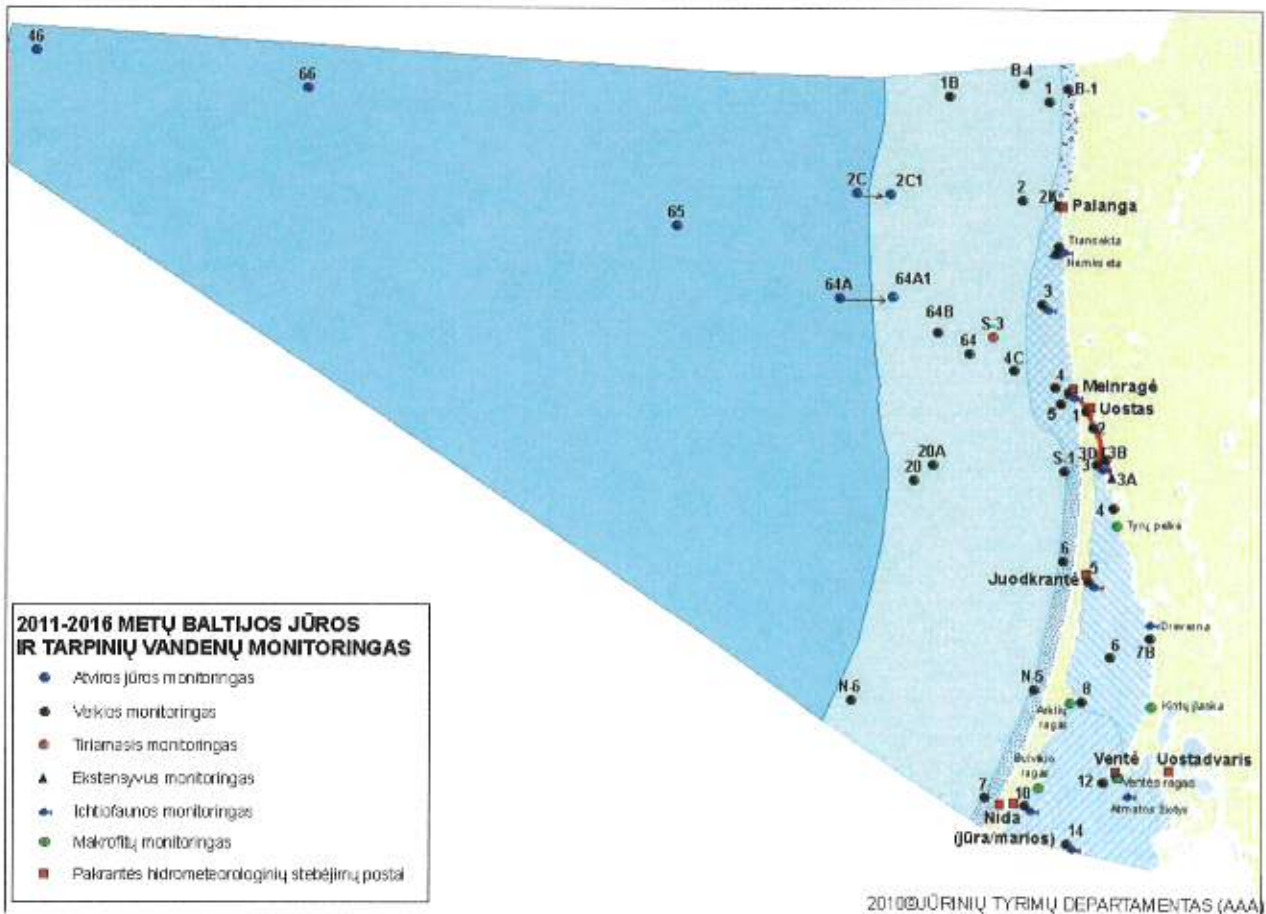 46
66
1B
B-4
1
B-1
2C
2C1
2
2K
Palanga
65
Transekta
Nemirseta
64A
64A1
3
64B
S-3
64
4C
4
Melnragė
5
1
Uostas
2
20A
20
S-1
3D
3B
3
3A
4
Tyrų pelkė
6
Juodkrantė
5
Dreverna
7B
6
N-6
N-5
8
Arklių
ragas
Kintų įlanka
Bulvikio
ragas
Ventė
Uostadvaris
12
Ventės ragas
Atmatos žiotys
7
10
Nida
(jūra/marios)
14
2011-2016 METŲ BALTIJOS JŪROS
IR TARPINIŲ VANDENŲ MONITORINGAS
Atviros jūros monitoringas
Veiklos monitoringas
Tiriamasis monitoringas
Ekstensyvus monitoringas
Ichtiofaunos monitoringas
Makrofitų monitoringas
Pakrantės hidrometeorologinių stebėjimų postai
2010©JŪRINIŲ TYRIMŲ DEPARTAMENTAS (AAA)